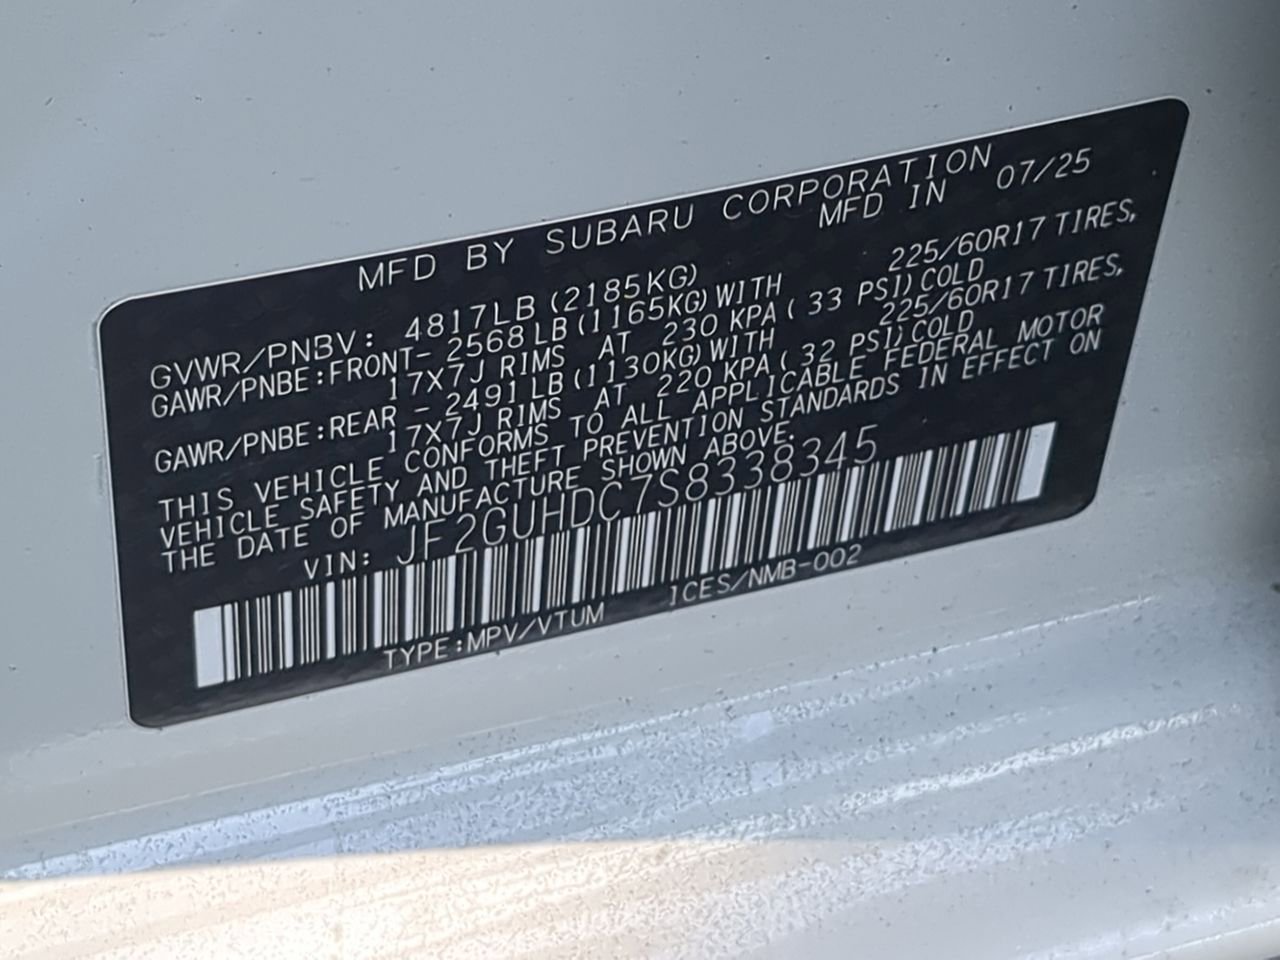 MFD BY SUBARU CORPORATION
MFD IN 07/25
GVWR/PNBV: 4817LB (2185KG)
GAWR/PNBE:FRONT- 2568LB(1165KG)WITH 225/60R17 TIRES,
17X7J RIMS AT 230 KPA( 33 PSI)COLD
GAWR/PNBE:REAR - 2491LB(1130KG)WITH 225/60R17 TIRES,
17X7J RIMS AT 220 KPA( 32 PSI)COLD
THIS VEHICLE CONFORMS TO ALL APPLICABLE FEDERAL MOTOR
VEHICLE SAFETY AND THEFT PREVENTION STANDARDS IN EFFECT ON
THE DATE OF MANUFACTURE SHOWN ABOVE.
VIN: JF2GUHDC7S8338345
TYPE:MPV/VTUM ICES/NMB-002